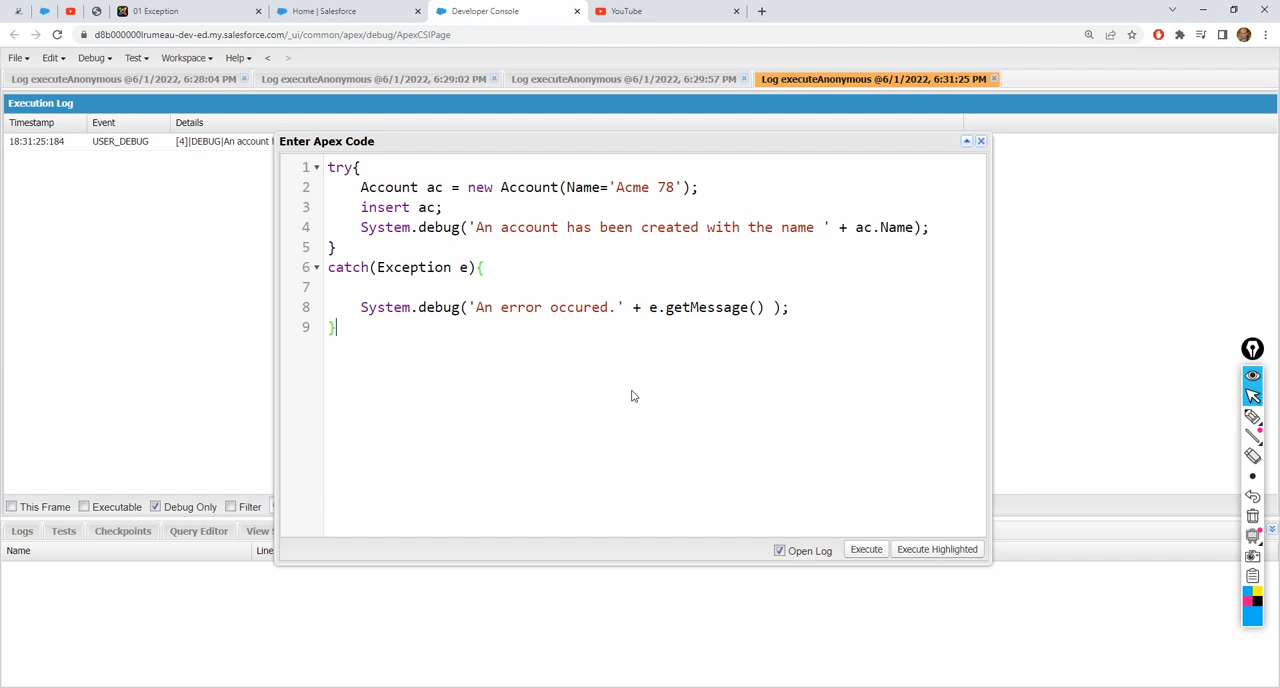 01 Exception
Home | Salesforce
Developer Console
YouTube
d8b000000lrumeau-dev-ed.my.salesforce.com/_ui/common/apex/debug/ApexCSIPage
File Edit Debug Test Workspace Help < >
Log executeAnonymous @6/1/2022, 6:28:04 PM
Log executeAnonymous @6/1/2022, 6:29:02 PM
Log executeAnonymous @6/1/2022, 6:29:57 PM
Log executeAnonymous @6/1/2022, 6:31:25 PM
Execution Log
Timestamp Event Details
18:31:25:184 USER_DEBUG [4]|DEBUG|An account
Enter Apex Code
1 try{
2 Account ac = new Account(Name='Acme 78');
3 insert ac;
4 System.debug('An account has been created with the name ' + ac.Name);
5 }
6 catch(Exception e){
7
8 System.debug('An error occured.' + e.getMessage() );
9 }
Open Log Execute Execute Highlighted
This Frame Executable Debug Only Filter
Logs Tests Checkpoints Query Editor View S
Name Line